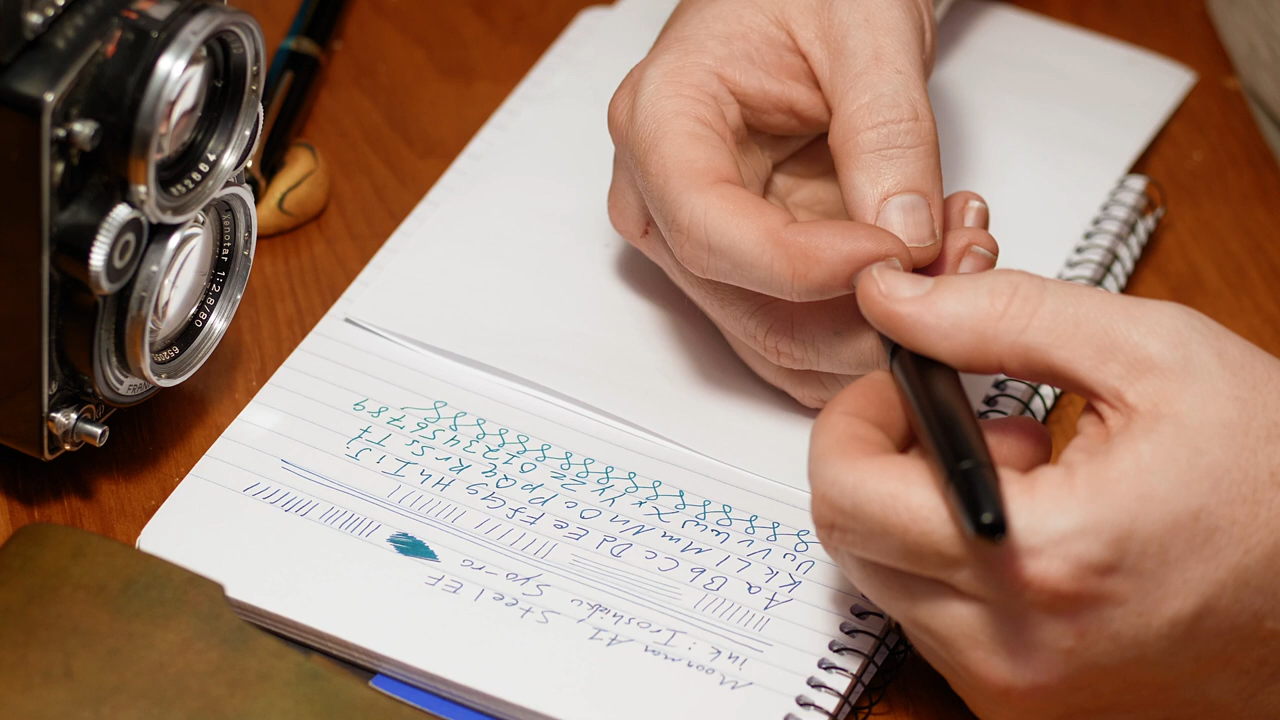 Moonman A1 Steel EF
ink: Iroshizku Syo-ro
Aa Bb Cc Dd Ee Ff Gg Hh Ii Jj
Kk Ll Mm Nn Oo Pp Qq Rr Ss Tt
Uu Vv Ww Xx Yy Zz 0123456789
Xenotar 1:2.8/80
FRAN